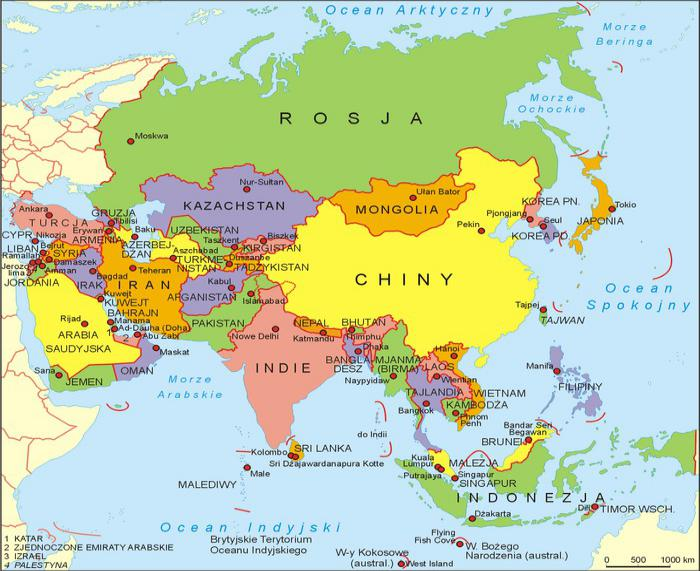 Ocean Arktyczny
Morze
Beringa
Morze
Ochockie
ROSJA
Moskwa
Nur-Sultan
KAZACHSTAN
Ułan Bator
MONGOLIA
Ankara
TURCJA
GRUZJA
Tbilisi
Erywań
ARMENIA
Baku
AZERBEJ-
DŻAN
UZBEKISTAN
Taszkent
Biszkek
KIRGISTAN
Aszchabad
TURKME-
NISTAN
Duszanbe
TADŻYKISTAN
Pekin
KOREA PN.
Pjongjang
Seul
KOREA PD.
Tokio
JAPONIA
CYPR
Nikozja
LIBAN
Bejrut
SYRIA
Ramallah
Damaszek
Jerozo-
lima
Amman
JORDANIA
Bagdad
IRAK
Teheran
IRAN
Kabul
AFGANISTAN
Islamabad
PAKISTAN
CHINY
Ocean
Spokojny
Kuwejt
KUWEJT
BAHRAJN
Manama
Ad-Dauha (Doha)
Abu Zabi
Rijad
ARABIA
SAUDYJSKA
Maskat
OMAN
Sana
JEMEN
Nowe Delhi
NEPAL
Katmandu
BHUTAN
Thimphu
Dhaka
BANGLA-
DESZ
INDIE
MJANMA
(BIRMA)
Naypyidaw
Hanoi
LAOS
Wientian
TAJLANDIA
Bangkok
WIETNAM
KAMBODŻA
Phnom
Penh
Tajpej
TAJWAN
Manila
FILIPINY
Morze
Arabskie
do Indii
Kolombo
SRI LANKA
Sri Dźajawardanapura Kotte
Male
MALEDIWY
Bandar Seri
Begawan
BRUNEI
Kuala
Lumpur
MALEZJA
Putrajaya
Singapur
SINGAPUR
INDONEZJA
Dżakarta
Dili
TIMOR WSCH.
Ocean Indyjski
Brytyjskie Terytorium
Oceanu Indyjskiego
Flying
Fish Cove
W. Bożego
Narodzenia (austral.)
W-y Kokosowe
(austral.)
West Island
1
1 KATAR
2 ZJEDNOCZONE EMIRATY ARABSKIE
3 IZRAEL
4 PALESTYNA
0 500 1000 km